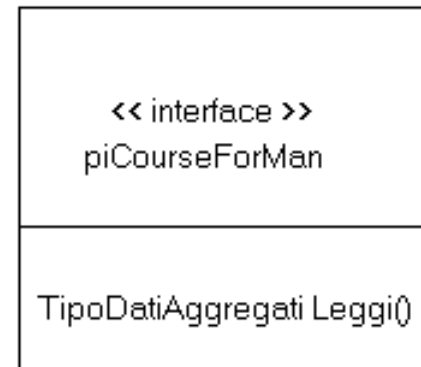 << interface >>
piCourseForMan
TipoDatiAggregati Leggi()